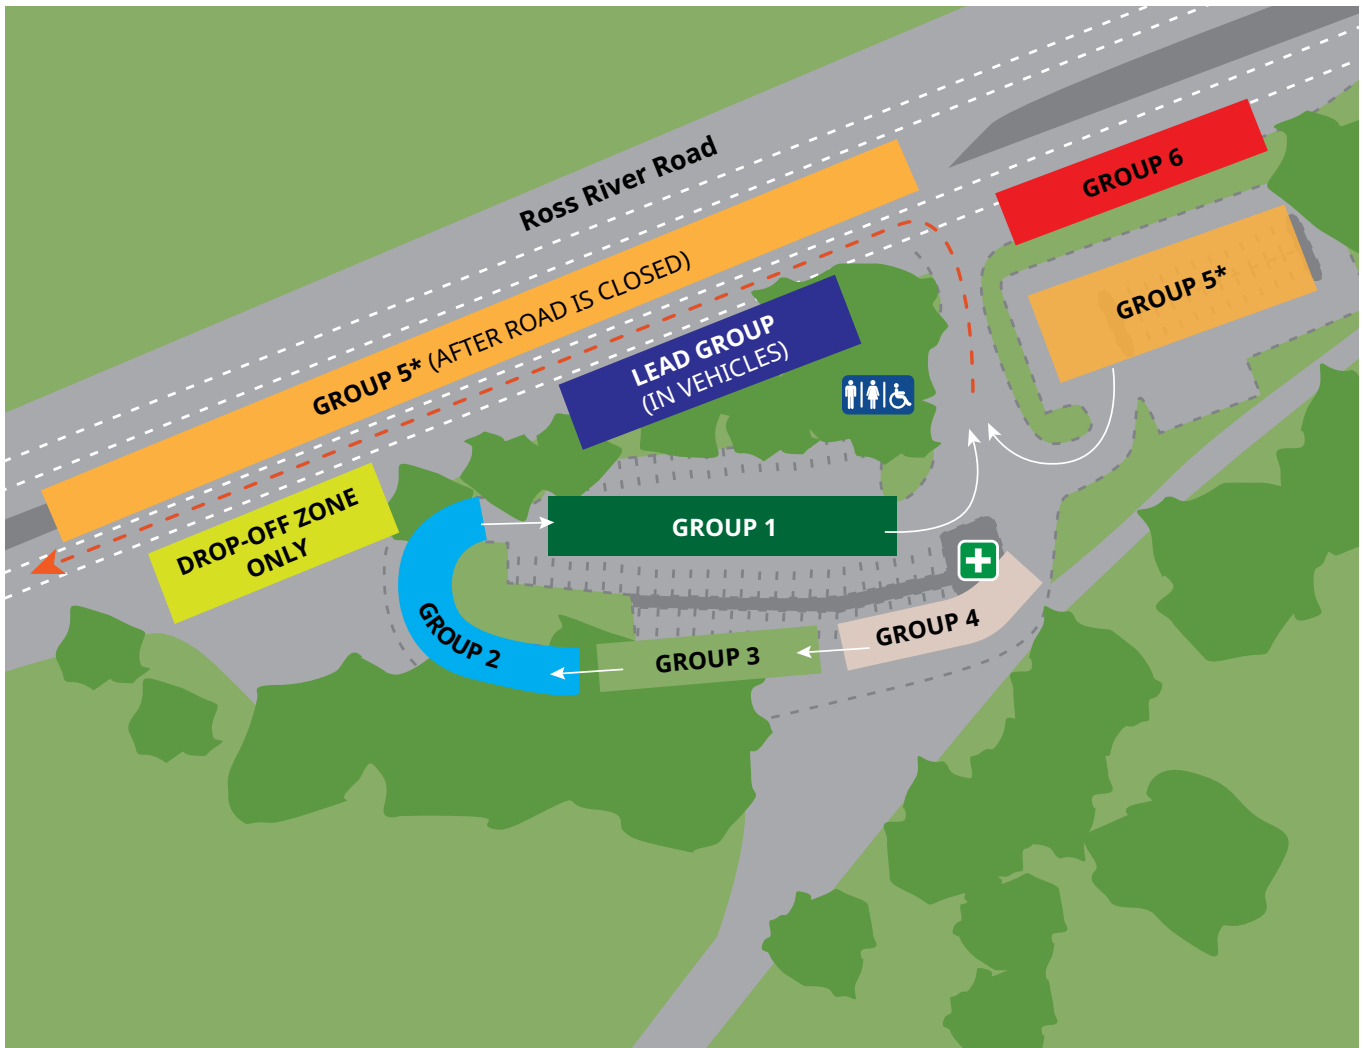 Ross River Road
GROUP 6
GROUP 5* (AFTER ROAD IS CLOSED)
GROUP 5*
LEAD GROUP
(IN VEHICLES)
DROP-OFF ZONE
ONLY
GROUP 1
GROUP 2
GROUP 3
GROUP 4